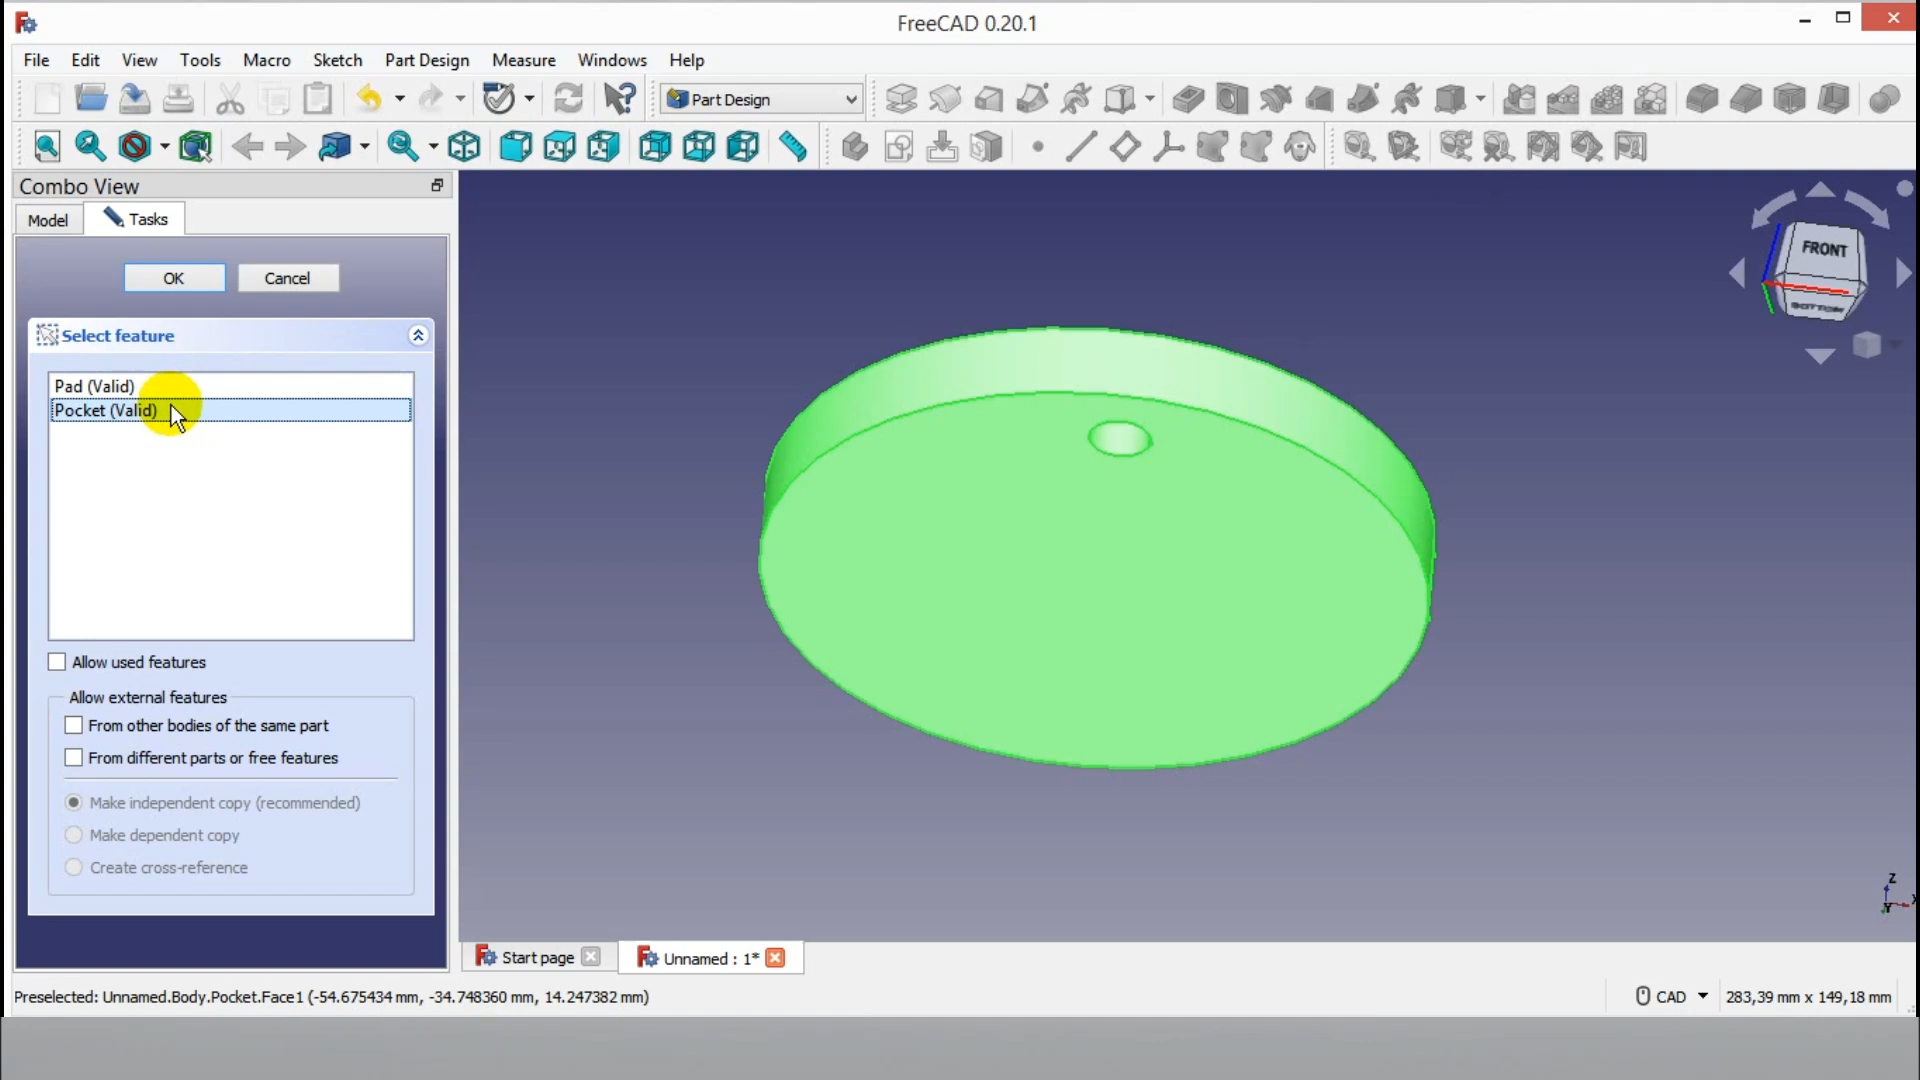 FreeCAD 0.20.1
File Edit View Tools Macro Sketch Part Design Measure Windows Help
Part Design
Combo View
Model Tasks
OK Cancel
Select feature
Pad (Valid)
Pocket (Valid)
Allow used features
Allow external features
From other bodies of the same part
From different parts or free features
Make independent copy (recommended)
Make dependent copy
Create cross-reference
FRONT
BOTTOM
Z
X
Y
Start page Unnamed : 1*
Preselected: Unnamed.Body.Pocket.Face1 (-54.675434 mm, -34.748360 mm, 14.247382 mm)
CAD 283,39 mm x 149,18 mm